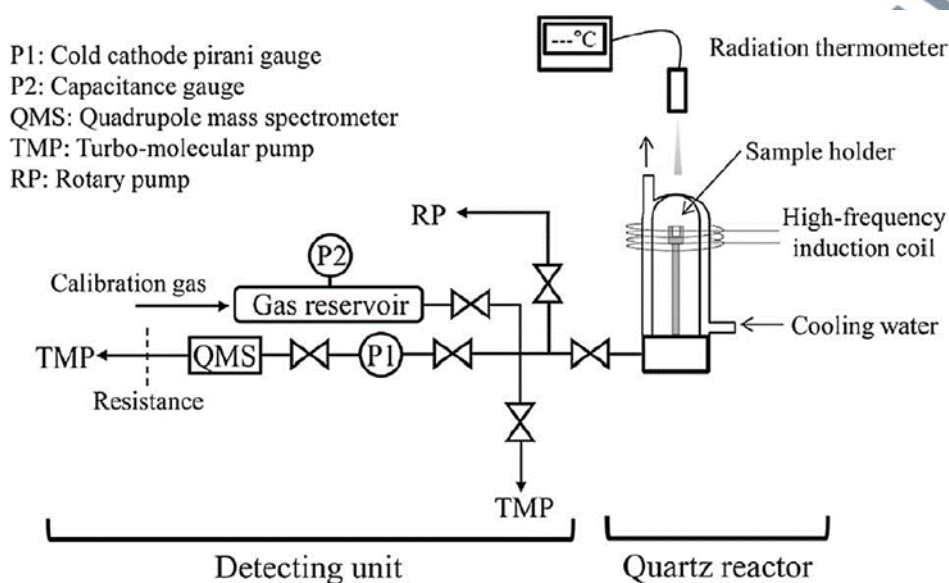 P1: Cold cathode pirani gauge
P2: Capacitance gauge
QMS: Quadrupole mass spectrometer
TMP: Turbo-molecular pump
RP: Rotary pump
---°C
Radiation thermometer
Sample holder
High-frequency
induction coil
Cooling water
RP
P2
Calibration gas
Gas reservoir
TMP
QMS
P1
Resistance
TMP
Detecting unit
Quartz reactor